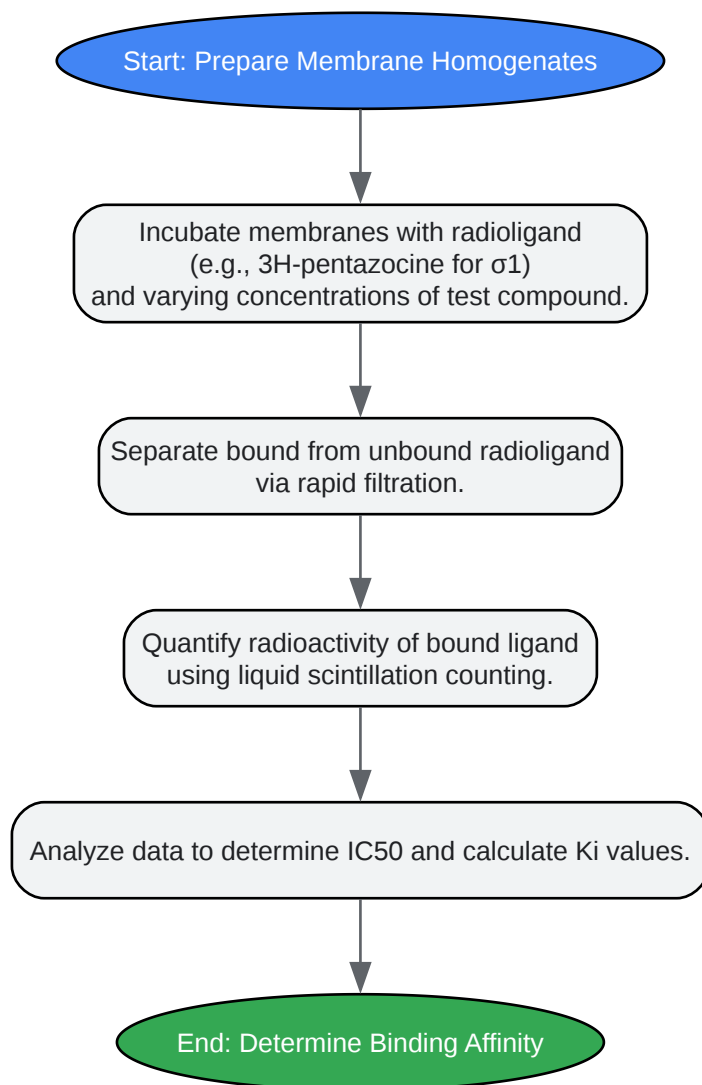 Start: Prepare Membrane Homogenates
Incubate membranes with radioligand
(e.g., 3H-pentazocine for σ1)
and varying concentrations of test compound.
Separate bound from unbound radioligand
via rapid filtration.
Quantify radioactivity of bound ligand
using liquid scintillation counting.
Analyze data to determine IC50 and calculate Ki values.
End: Determine Binding Affinity